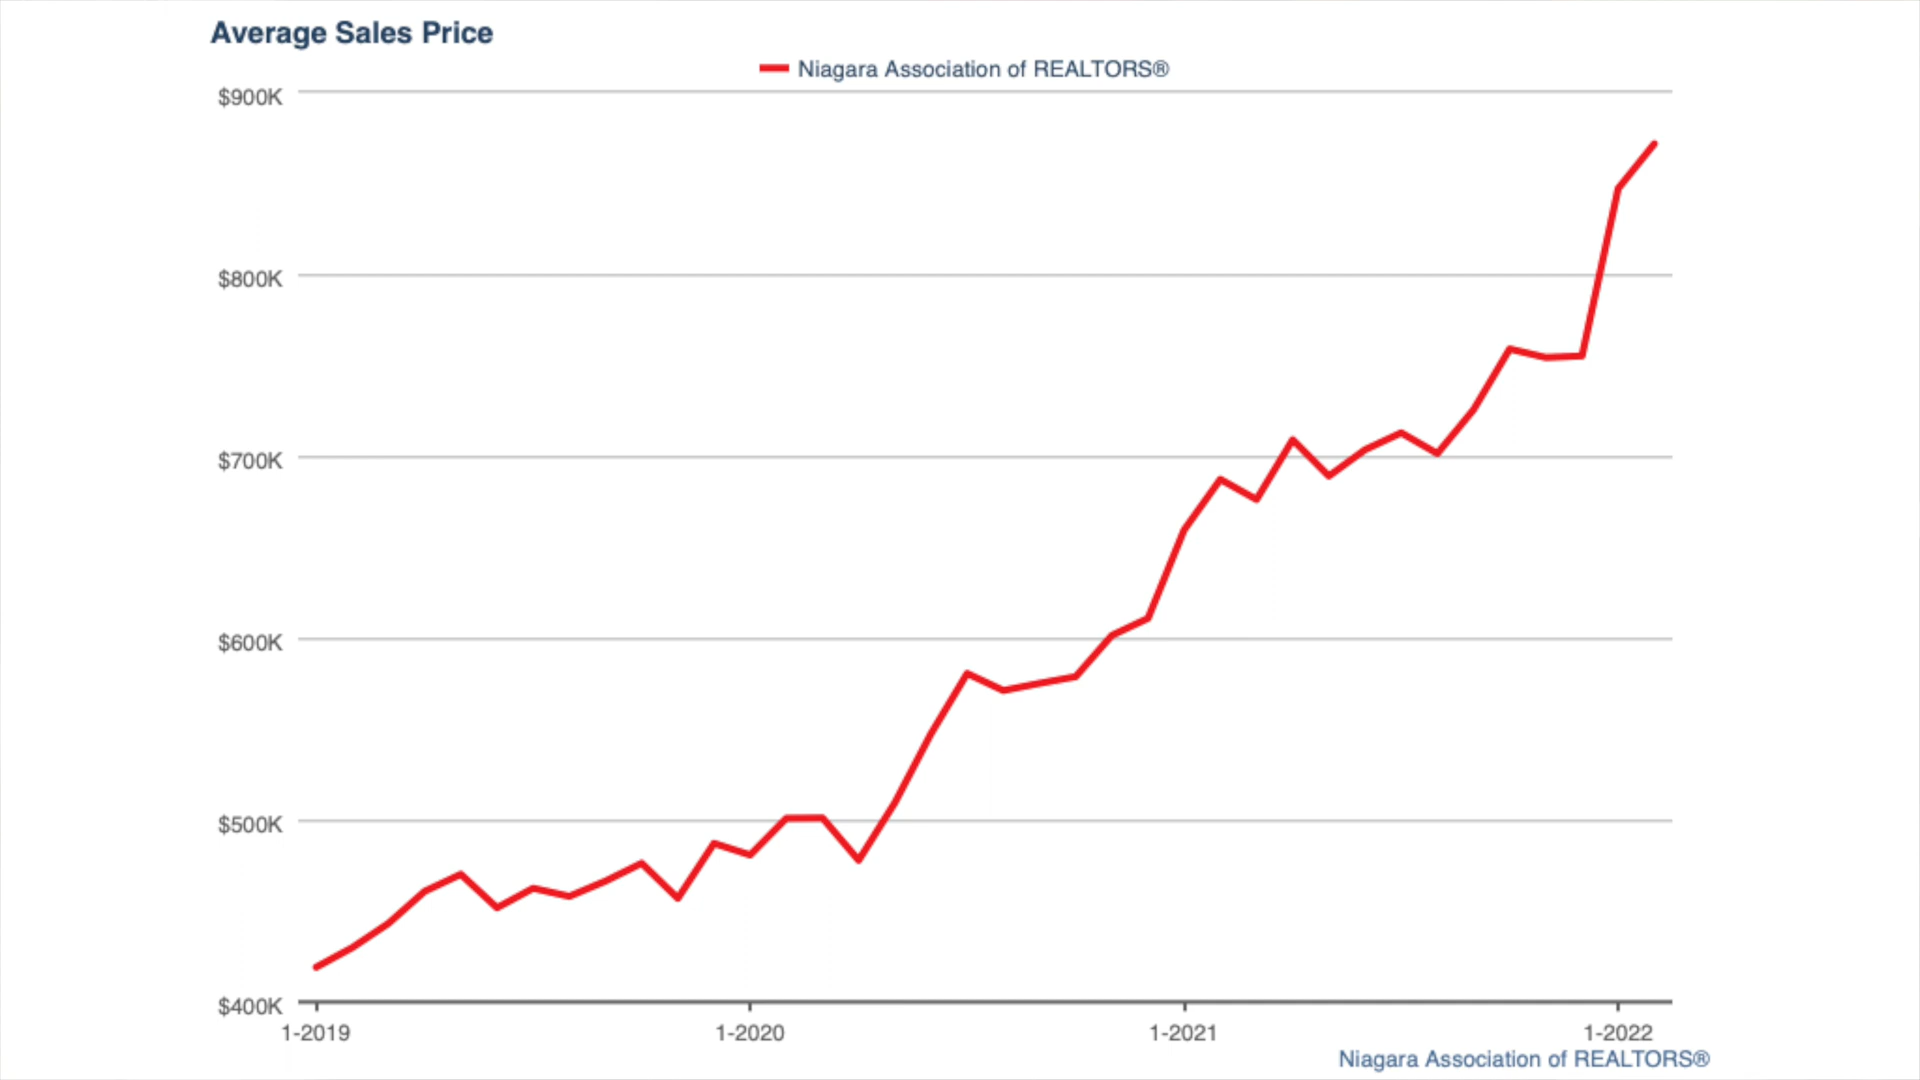 Average Sales Price
Niagara Association of REALTORS®
$900K
$800K
$700K
$600K
$500K
$400K
1-2019 1-2020 1-2021 1-2022
Niagara Association of REALTORS®